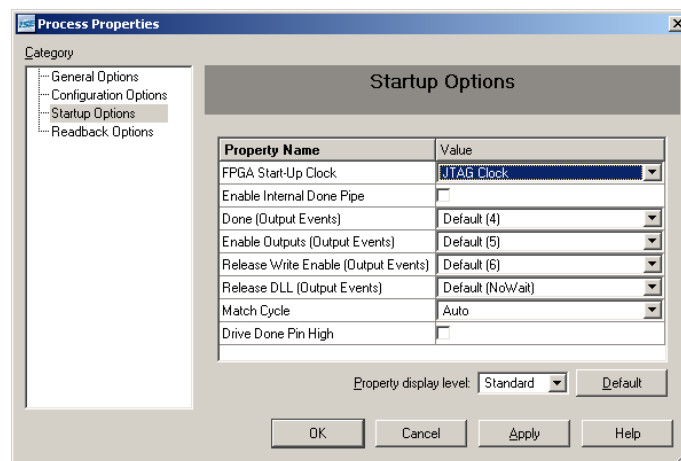 ISE Process Properties
Category
General Options
Configuration Options
Startup Options
Readback Options
Startup Options
Property Name Value
FPGA Start-Up Clock JTAG Clock
Enable Internal Done Pipe
Done (Output Events) Default (4)
Enable Outputs (Output Events) Default (5)
Release Write Enable (Output Events) Default (6)
Release DLL (Output Events) Default (NoWait)
Match Cycle Auto
Drive Done Pin High
Property display level: Standard Default
OK Cancel Apply Help